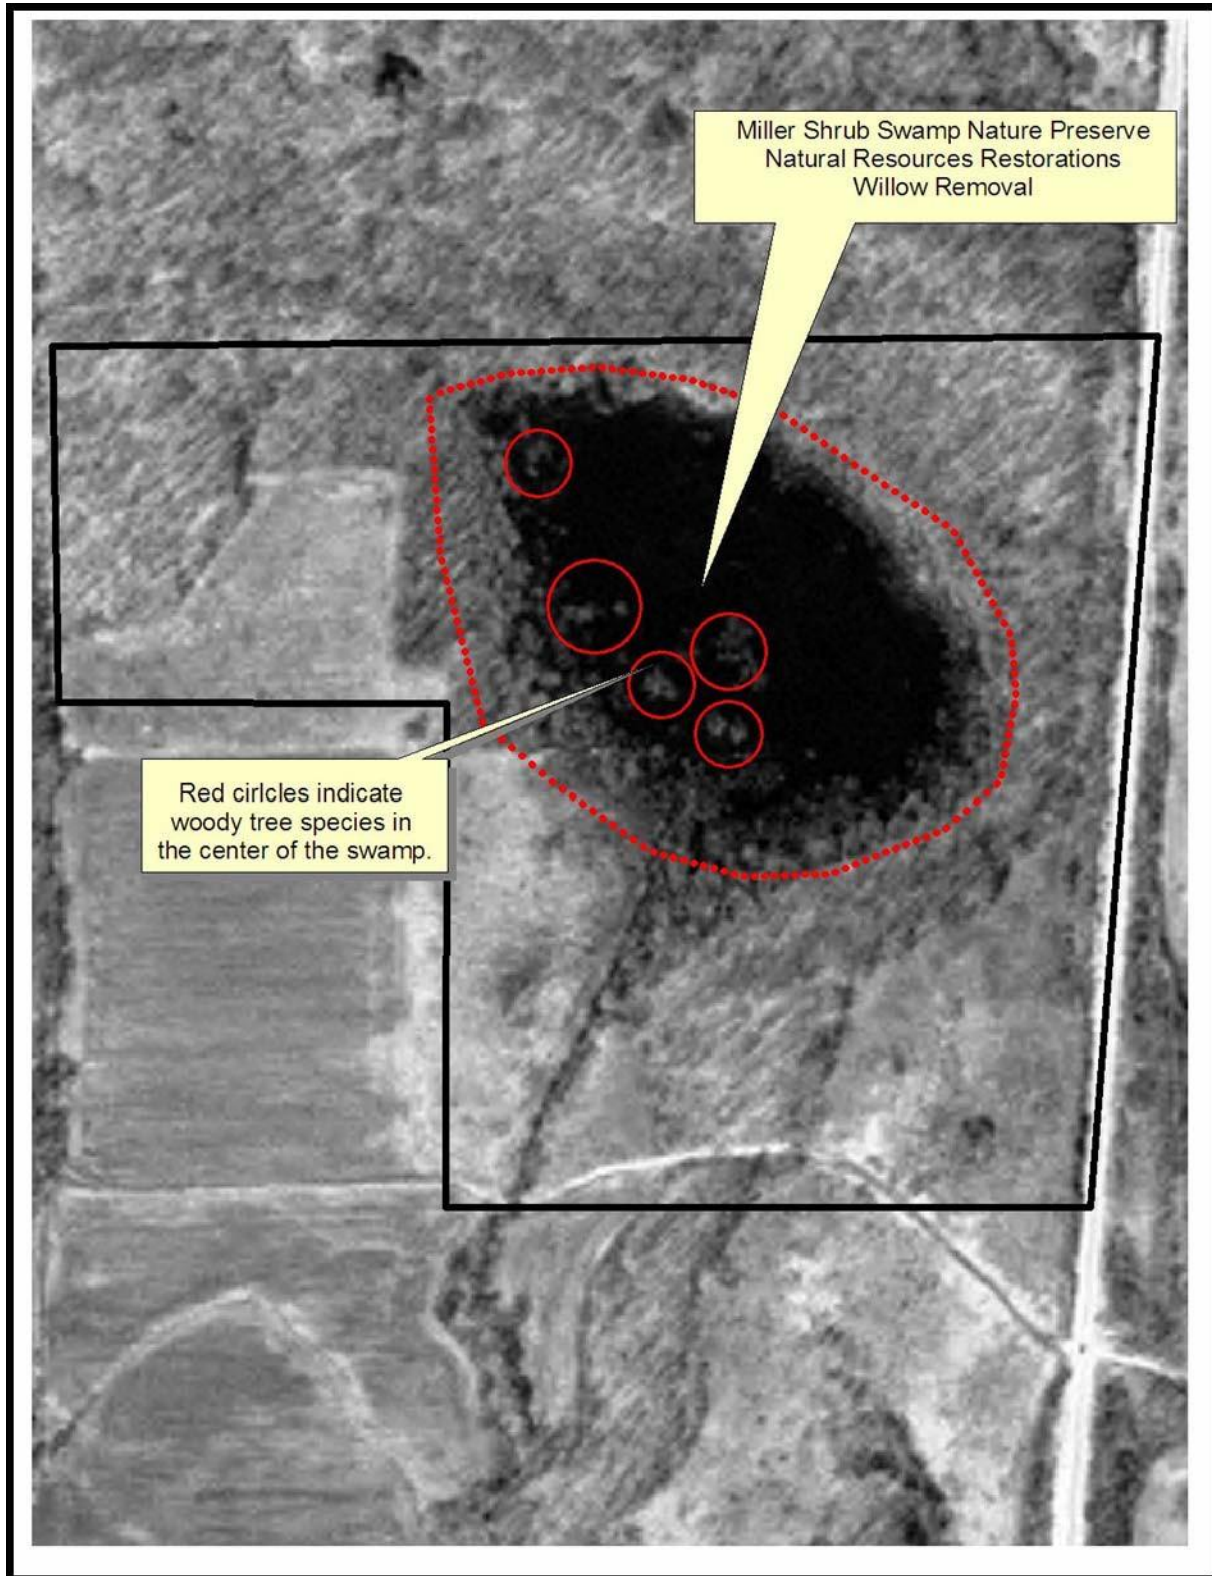 Miller Shrub Swamp Nature Preserve
Natural Resources Restorations
Willow Removal
Red cirlcles indicate
woody tree species in
the center of the swamp.